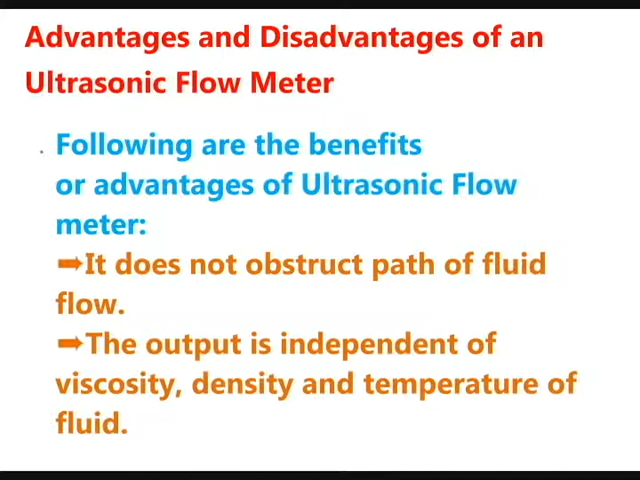 Advantages and Disadvantages of an
Ultrasonic Flow Meter
. Following are the benefits
or advantages of Ultrasonic Flow
meter:
➡It does not obstruct path of fluid
flow.
➡The output is independent of
viscosity, density and temperature of
fluid.